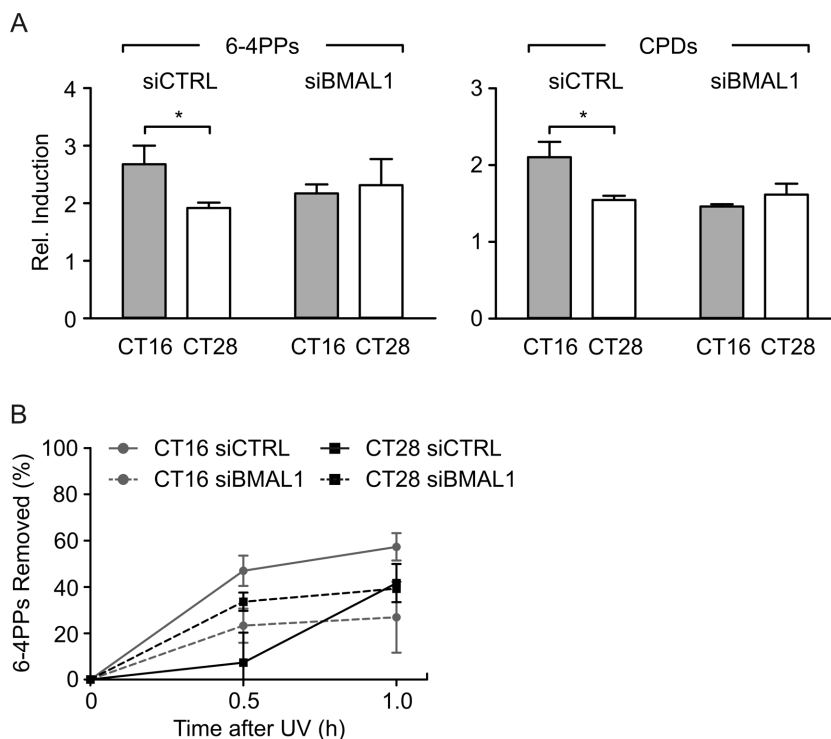 A
6-4PPs
CPDs
siCTRL
siBMAL1
siCTRL
siBMAL1
Rel. Induction
4
3
2
1
0
*
CT16
CT28
CT16
CT28
3
2
1
0
*
CT16
CT28
CT16
CT28
B
CT16 siCTRL
CT28 siCTRL
CT16 siBMAL1
CT28 siBMAL1
6-4PPs Removed (%)
100
80
60
40
20
0
0
0.5
1.0
Time after UV (h)